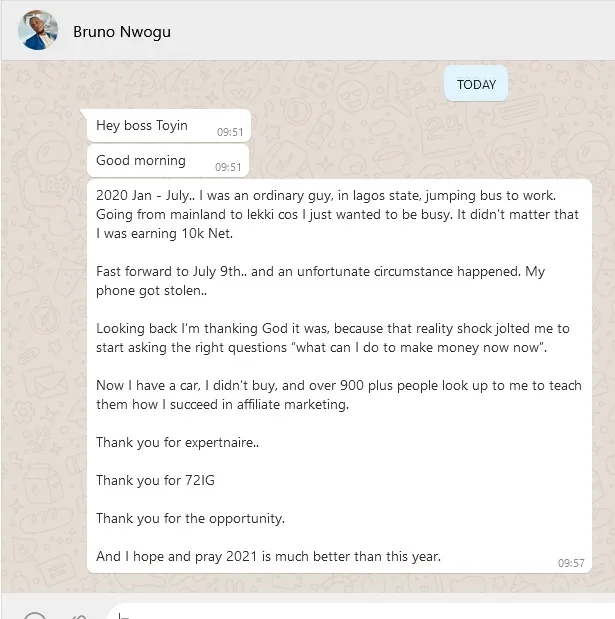 Bruno Nwogu
TODAY
Hey boss Toyin
09:51
Good morning
09:51
2020 Jan - July.. I was an ordinary guy, in lagos state, jumping bus to work.
Going from mainland to lekki cos I just wanted to be busy. It didn't matter that
I was earning 10k Net.
Fast forward to July 9th.. and an unfortunate circumstance happened. My
phone got stolen..
Looking back I'm thanking God it was, because that reality shock jolted me to
start asking the right questions "what can I do to make money now now".
Now I have a car, I didn't buy, and over 900 plus people look up to me to teach
them how I succeed in affiliate marketing.
Thank you for expertnaire..
Thank you for 72IG
Thank you for the opportunity.
And I hope and pray 2021 is much better than this year.
09:57